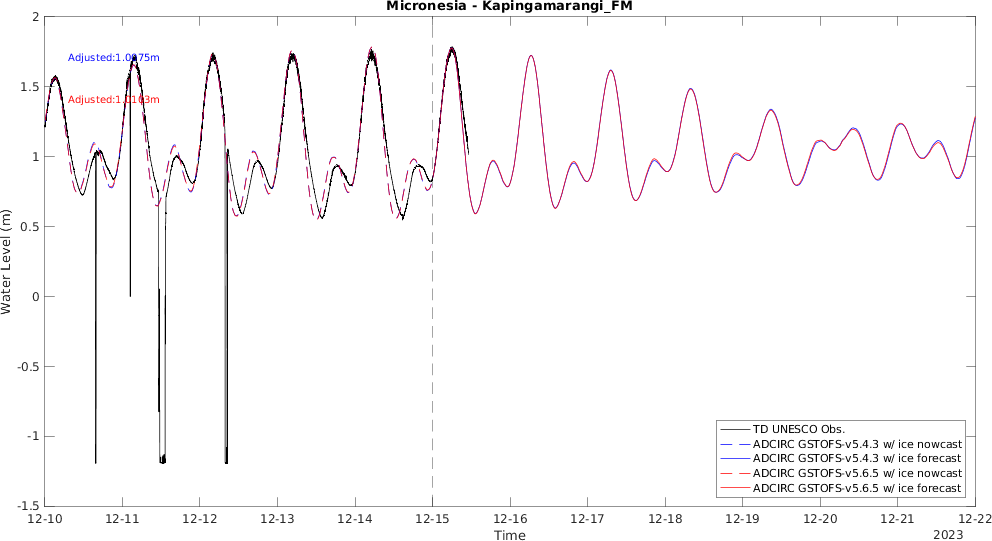 Micronesia - Kapingamarangi_FM
2
1.5
1
0.5
0
-0.5
-1
-1.5
Water Level (m)
Adjusted:1.0075m
Adjusted:1.0163m
TD UNESCO Obs.
ADCIRC GSTOFS-v5.4.3 w/ ice nowcast
ADCIRC GSTOFS-v5.4.3 w/ ice forecast
ADCIRC GSTOFS-v5.6.5 w/ ice nowcast
ADCIRC GSTOFS-v5.6.5 w/ ice forecast
12-10 12-11 12-12 12-13 12-14 12-15 12-16 12-17 12-18 12-19 12-20 12-21 12-22
Time
2023